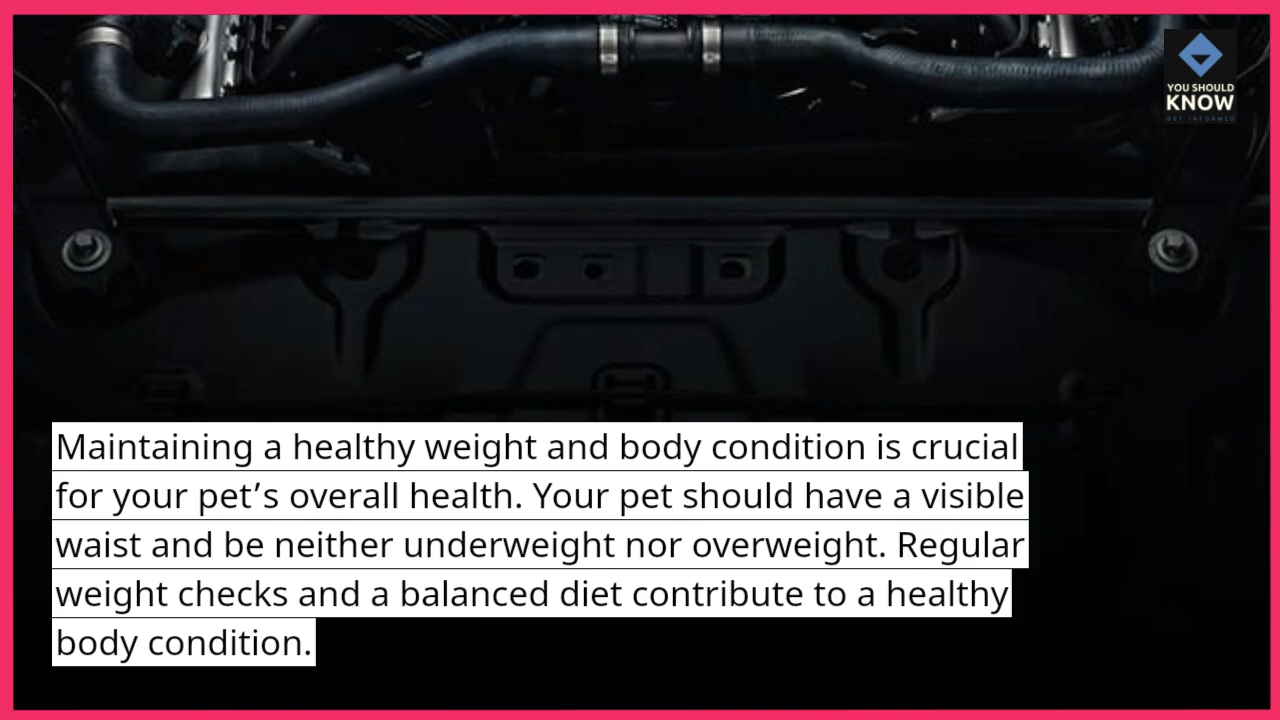 YOU SHOULD
KNOW
GET INFORMED
Maintaining a healthy weight and body condition is crucial
for your pet’s overall health. Your pet should have a visible
waist and be neither underweight nor overweight. Regular
weight checks and a balanced diet contribute to a healthy
body condition.